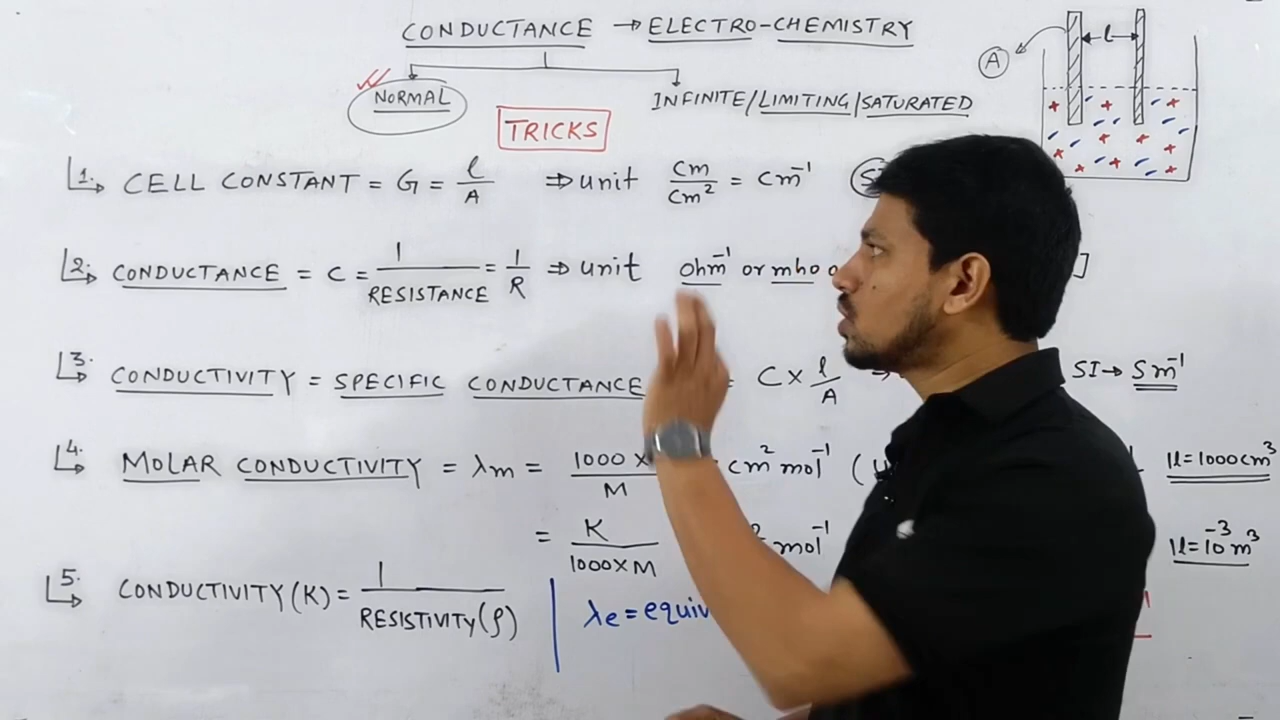 CONDUCTANCE → ELECTRO-CHEMISTRY
NORMAL
INFINITE/LIMITING/SATURATED
TRICKS
A
l
1. CELL CONSTANT = G = l/A ⇒ unit cm/cm² = cm⁻¹
2. CONDUCTANCE = C = 1/RESISTANCE = 1/R ⇒ unit ohm⁻¹ or mho ]
3. CONDUCTIVITY = SPECIFIC CONDUCTANCE = C × l/A SI → Sm⁻¹
4. MOLAR CONDUCTIVITY = λm = 1000 × /M cm² mol⁻¹ ( 1l = 1000cm³
= K/1000×M mol⁻¹ 1l = 10⁻³m³
5. CONDUCTIVITY(K) = 1/RESISTIVITY(ρ) λe =